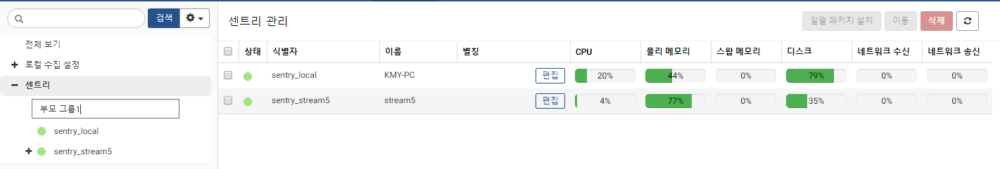 검색
전체 보기
로컬 수집 설정
센트리
부모 그룹1
sentry_local
sentry_stream5
센트리 관리
일괄 패키지 설치 이동 삭제
상태 식별자 이름 별칭 CPU 물리 메모리 스왑 메모리 디스크 네트워크 수신 네트워크 송신
sentry_local KMY-PC 편집 20% 44% 0% 79% 0% 0%
sentry_stream5 stream5 편집 4% 77% 0% 35% 0% 0%